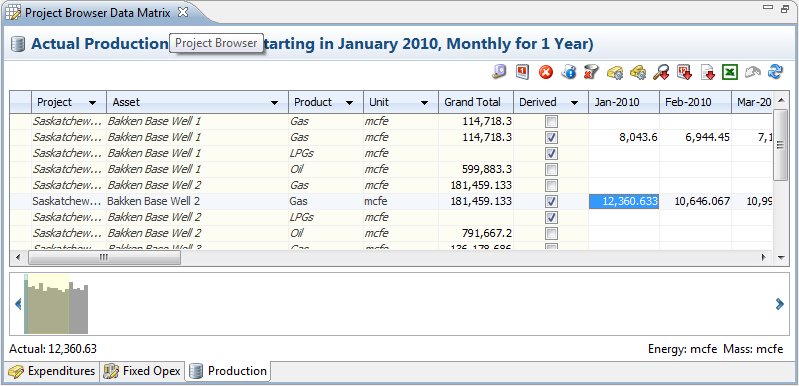 Project Browser Data Matrix
Actual Production tarting in January 2010, Monthly for 1 Year)
Project Browser
Project Asset Product Unit Grand Total Derived Jan-2010 Feb-2010 Mar-20
Saskatchew... Bakken Base Well 1 Gas mcfe 114,718.3
Saskatchew... Bakken Base Well 1 Gas mcfe 114,718.3 8,043.6 6,944.45 7,1
Saskatchew... Bakken Base Well 1 LPGs mcfe
Saskatchew... Bakken Base Well 1 Oil mcfe 599,883.3
Saskatchew... Bakken Base Well 2 Gas mcfe 181,459.133
Saskatchew... Bakken Base Well 2 Gas mcfe 181,459.133 12,360.633 10,646.067 10,99
Saskatchew... Bakken Base Well 2 LPGs mcfe
Saskatchew... Bakken Base Well 2 Oil mcfe 791,667.2
Saskatchew... Bakken Base Well 3 Gas mcfe 136,178.686
Actual: 12,360.63 Energy: mcfe Mass: mcfe
Expenditures Fixed Opex Production